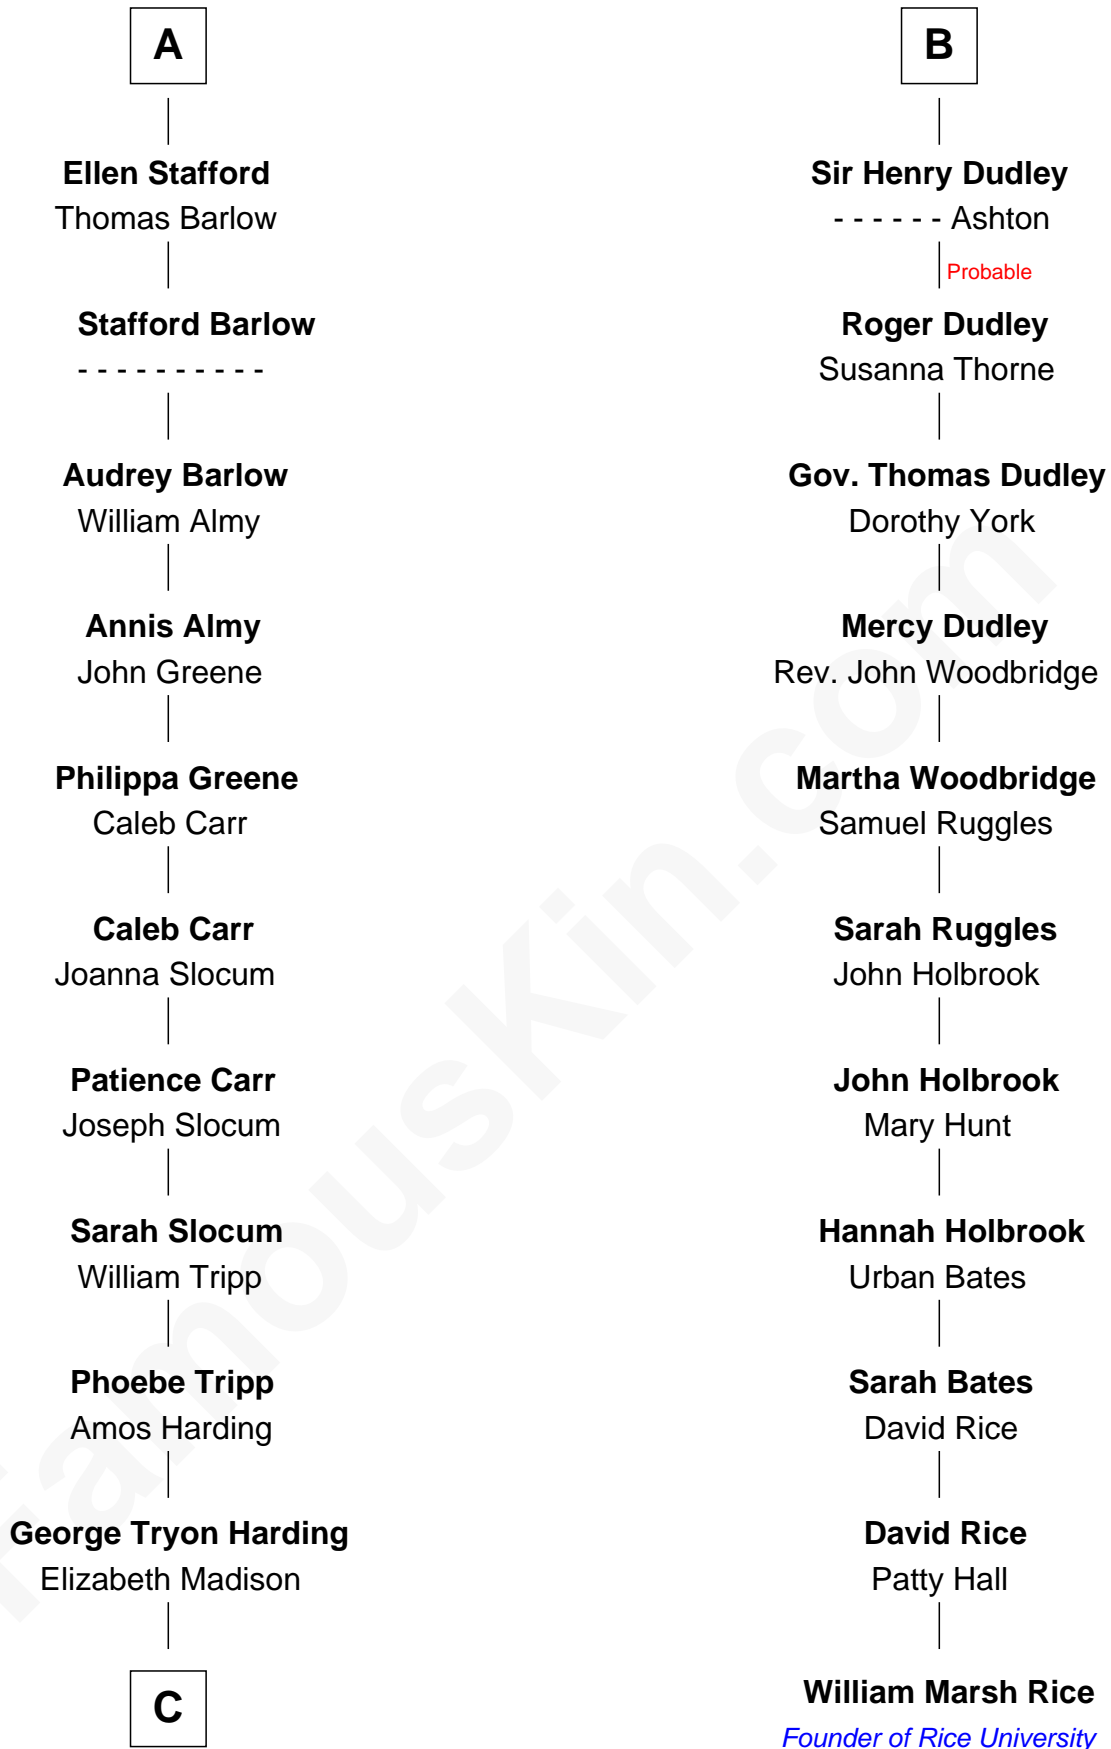 A
Ellen Stafford
Thomas Barlow
Stafford Barlow
- - - - - - - - - -
Audrey Barlow
William Almy
Annis Almy
John Greene
Philippa Greene
Caleb Carr
Caleb Carr
Joanna Slocum
Patience Carr
Joseph Slocum
Sarah Slocum
William Tripp
Phoebe Tripp
Amos Harding
George Tryon Harding
Elizabeth Madison
C
B
Sir Henry Dudley
- - - - - - Ashton
Probable
Roger Dudley
Susanna Thorne
Gov. Thomas Dudley
Dorothy York
Mercy Dudley
Rev. John Woodbridge
Martha Woodbridge
Samuel Ruggles
Sarah Ruggles
John Holbrook
John Holbrook
Mary Hunt
Hannah Holbrook
Urban Bates
Sarah Bates
David Rice
David Rice
Patty Hall
William Marsh Rice
Founder of Rice University
FamousKin.com